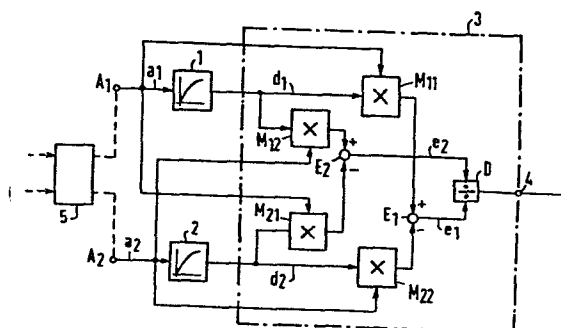 3
A1
a1
1
d1
×
M11
M12
×
+
E2
−
e2
D
÷
4
5
M21
×
E1
+
−
e1
A2
a2
2
d2
×
M22